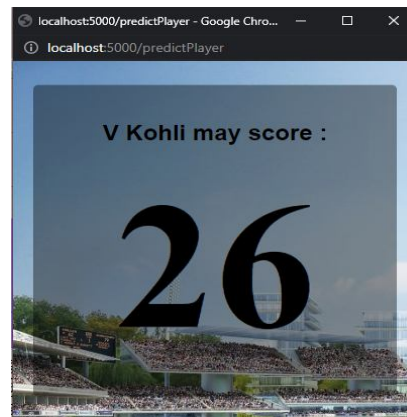 localhost:5000/predictPlayer - Google Chro...
localhost:5000/predictPlayer
V Kohli may score :
26